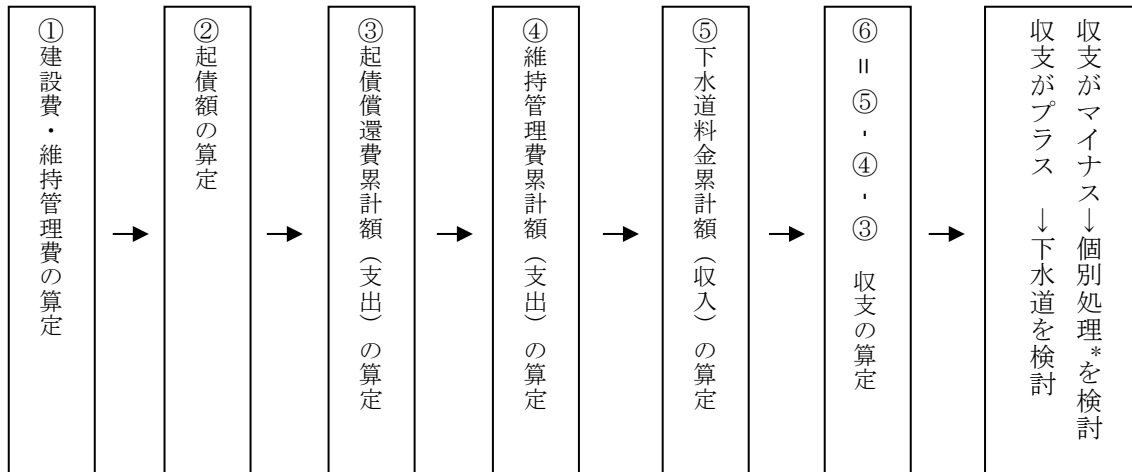 ①建設費・維持管理費の算定
②起債額の算定
③起債償還費累計額(支出)の算定
④維持管理費累計額(支出)の算定
⑤下水道料金累計額(収入)の算定
⑥=⑤-④-③ 収支の算定
収支がマイナス→個別処理*を検討
収支がプラス →下水道を検討